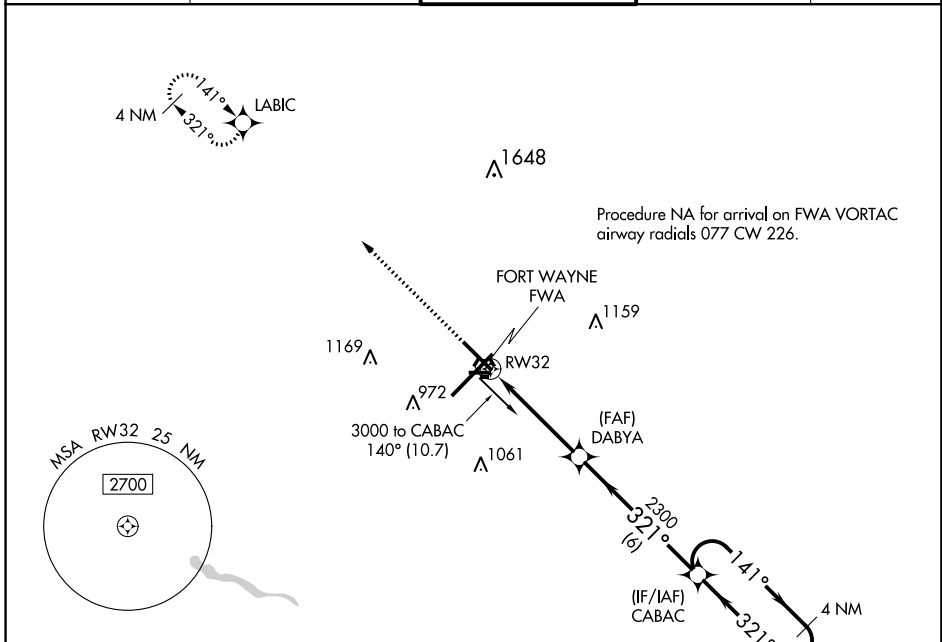 141°
LABIC
4 NM
321°
1648
Procedure NA for arrival on FWA VORTAC
airway radials 077 CW 226.
FORT WAYNE
FWA
1159
1169
RW32
972
3000 to CABAC
140° (10.7)
(FAF)
DABYA
1061
MSA RW32 25 NM
2700
2300
321°
(6)
141°
(IF/IAF)
CABAC
4 NM
321°